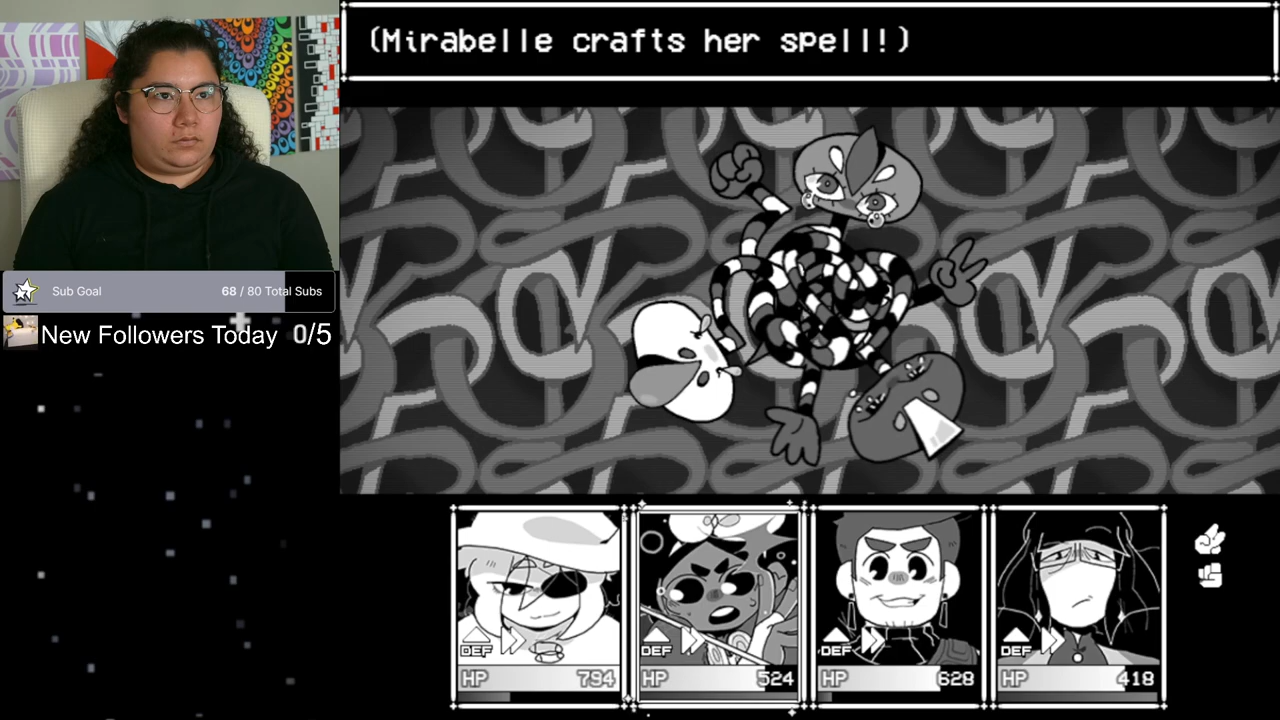 (Mirabelle crafts her spell!)
Sub Goal 68 / 80 Total Subs
New Followers Today 0/5
DEF DEF DEF DEF
HP 794 HP 524 HP 628 HP 418